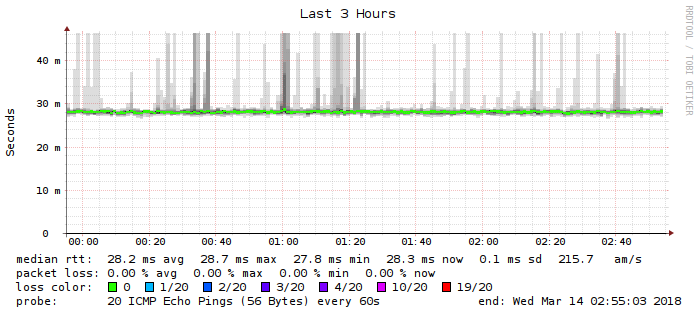 Last 3 Hours
RRDTOOL / TOBI OETIKER
Seconds
40 m
30 m
20 m
10 m
0
00:00 00:20 00:40 01:00 01:20 01:40 02:00 02:20 02:40
median rtt: 28.2 ms avg 28.7 ms max 27.8 ms min 28.3 ms now 0.1 ms sd 215.7 am/s
packet loss: 0.00 % avg 0.00 % max 0.00 % min 0.00 % now
loss color: 0 1/20 2/20 3/20 4/20 10/20 19/20
probe: 20 ICMP Echo Pings (56 Bytes) every 60s end: Wed Mar 14 02:55:03 2018